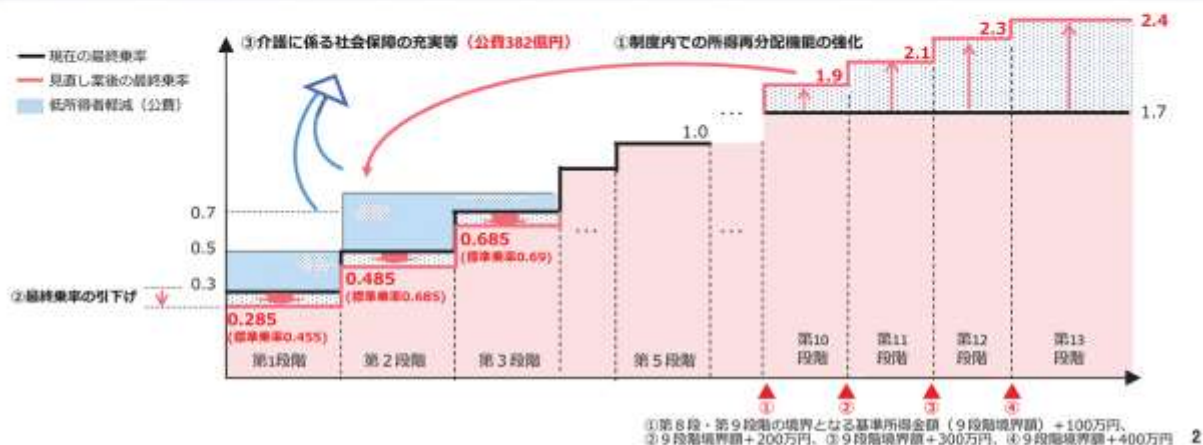 ③介護に係る社会保障の充実等（公費382億円）
①制度内での所得再分配機能の強化
現在の最終乗率
見直し案後の最終乗率
低所得者軽減（公費）
2.4
2.3
2.1
1.9
1.7
1.0
...
...
...
0.7
0.5
0.3
②最終乗率の引下げ
0.685
(標準乗率0.69)
0.485
(標準乗率0.685)
0.285
(標準乗率0.455)
第1段階
第２段階
第３段階
第５段階
第10
段階
第11
段階
第12
段階
第13
段階
①
②
③
④
①第８段・第９段階の境界となる基準所得金額（９段階境界額）＋100万円、
②９段階境界額＋200万円、③９段階境界額＋300万円、④９段階境界額＋400万円
2